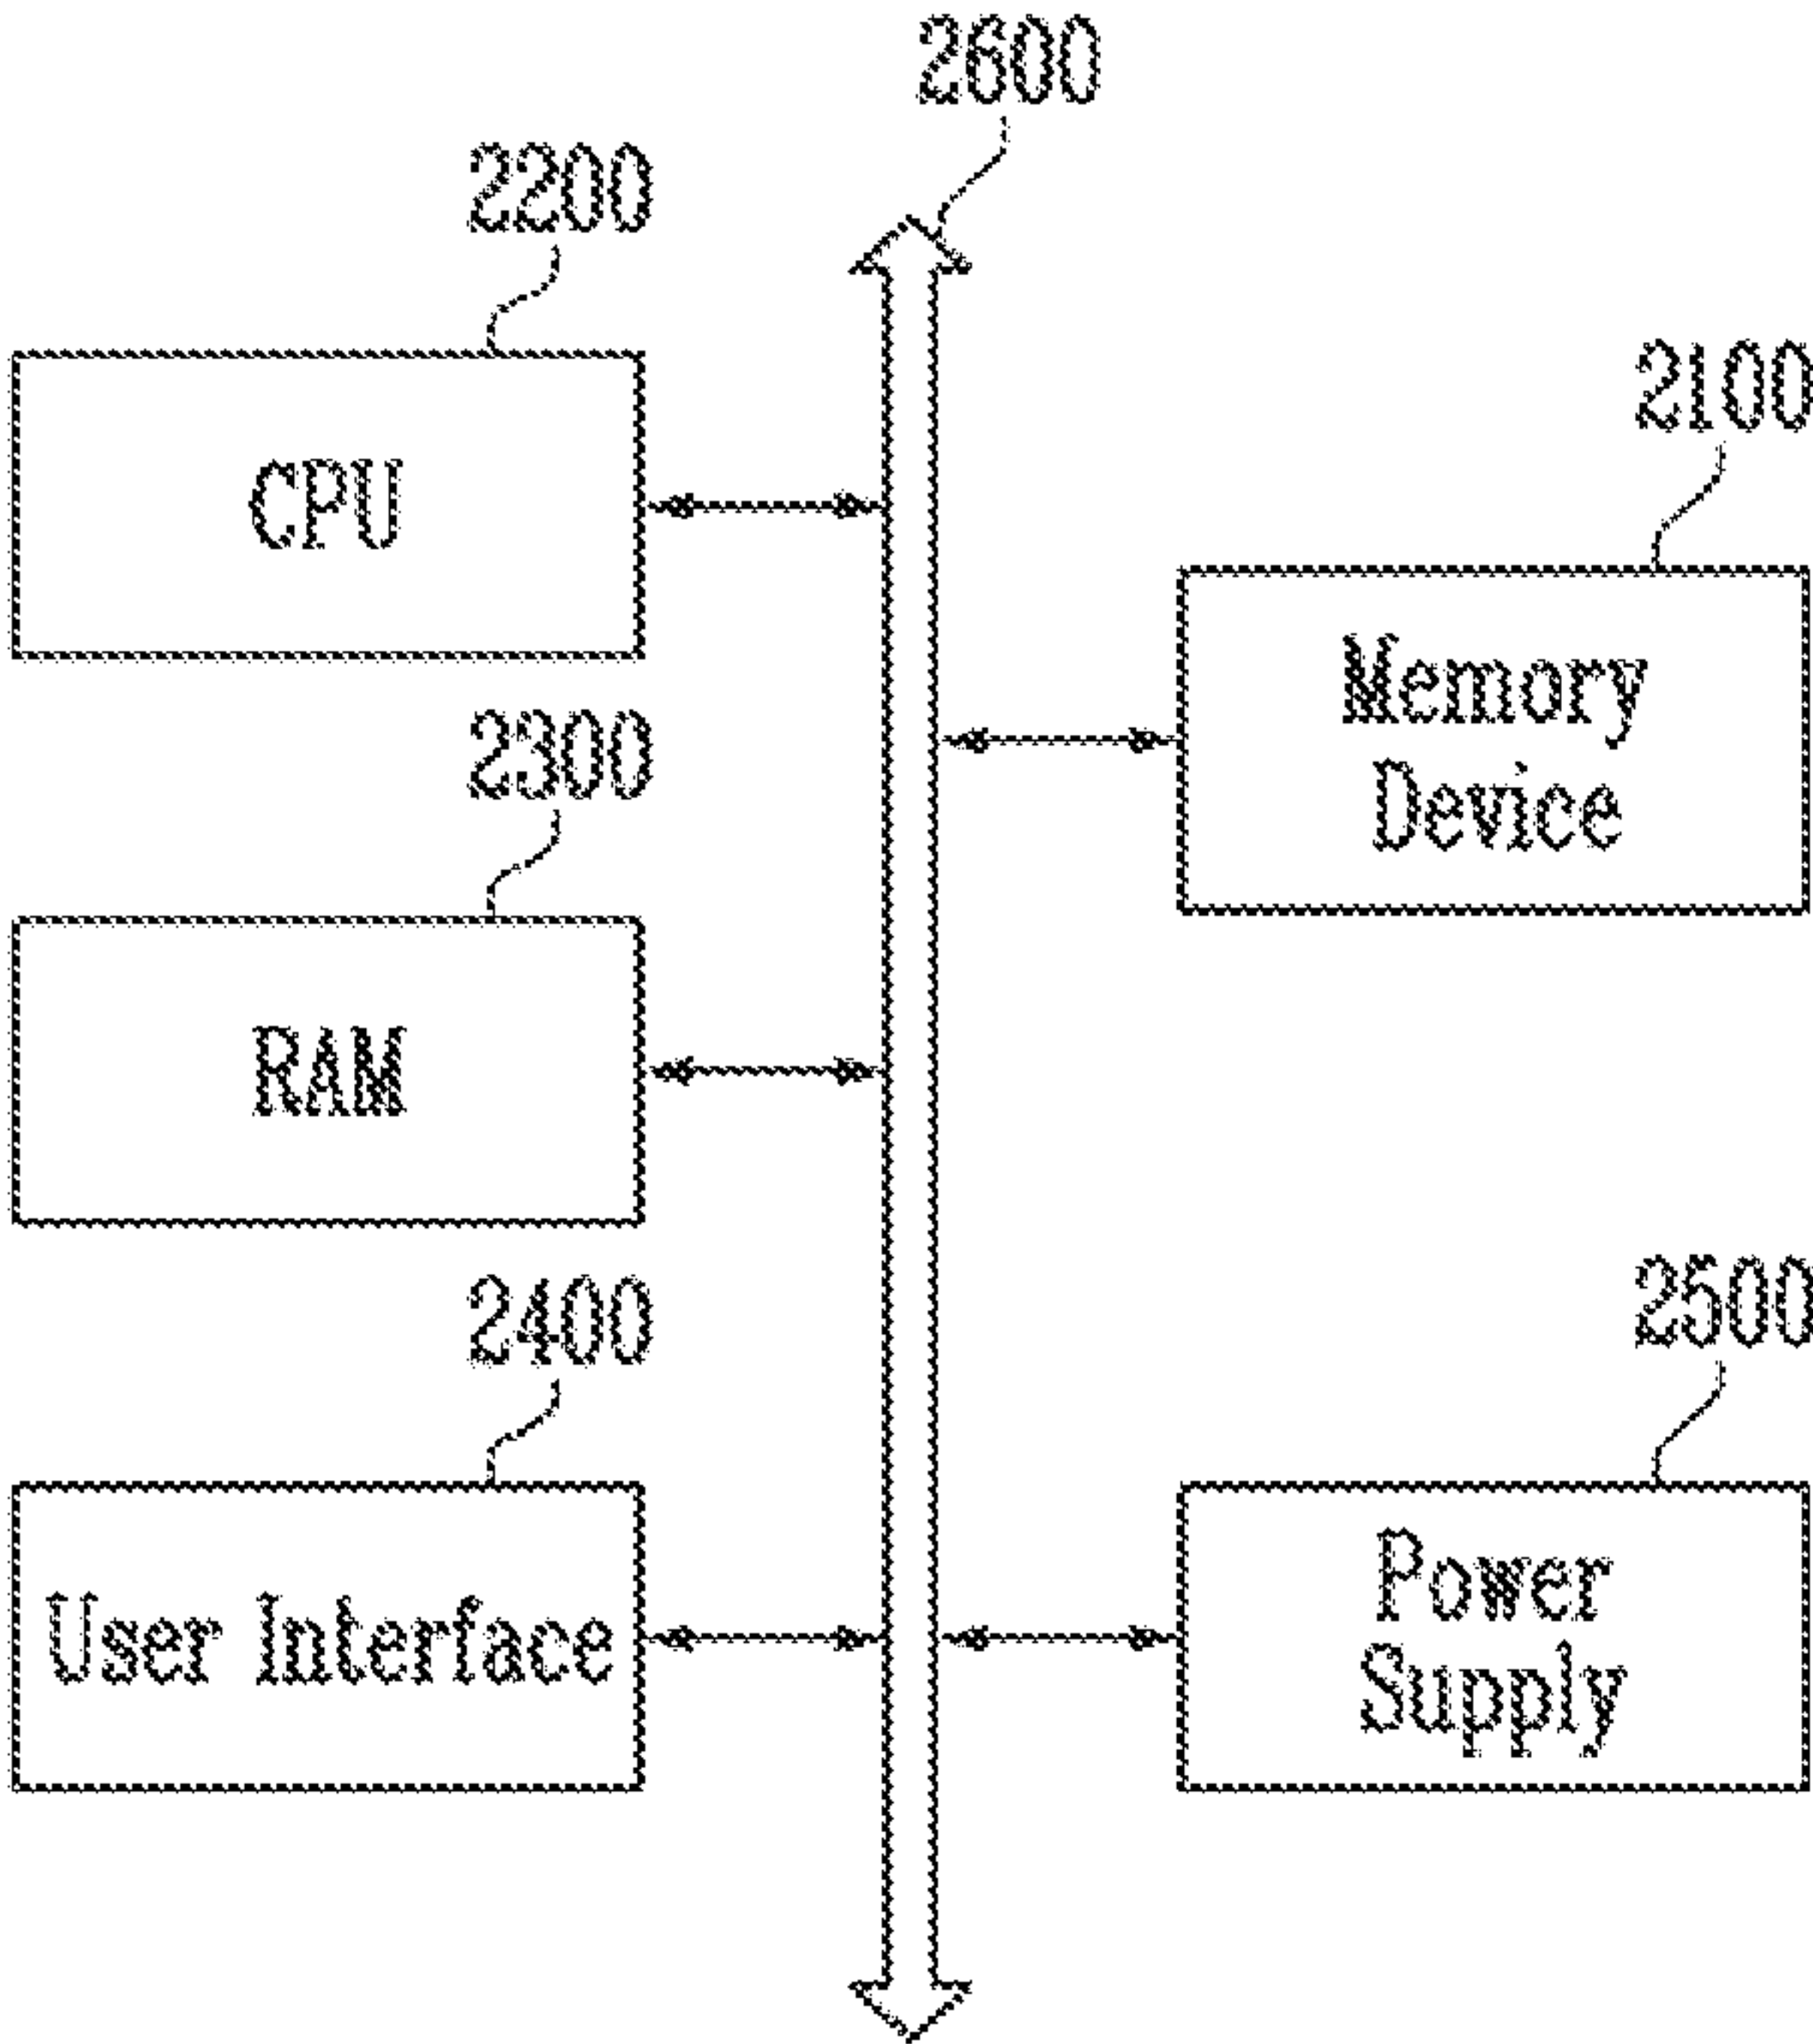 2600
2200
CPU
2100
Memory
Device
2300
RAM
2400
User Interface
2500
Power
Supply